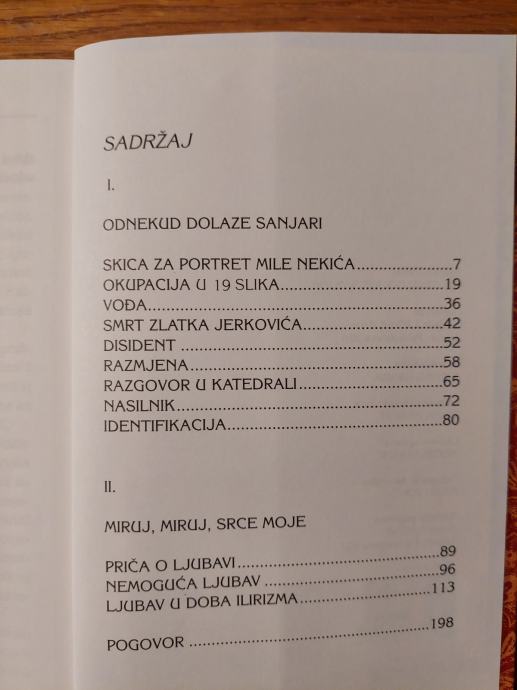 SADRŽAJ
I.
ODNEKUD DOLAZE SANJARI
SKICA ZA PORTRET MILE NEKIĆA......................7
OKUPACIJA U 19 SLIKA......................................19
VOĐA....................................................................36
SMRT ZLATKA JERKOVIĆA................................42
DISIDENT ............................................................52
RAZMJENA..........................................................58
RAZGOVOR U KATEDRALI.................................65
NASILNIK.............................................................72
IDENTIFIKACIJA..................................................80
II.
MIRUJ, MIRUJ, SRCE MOJE
PRIČA O LJUBAVI..............................................89
NEMOGUĆA LJUBAV ........................................96
LJUBAV U DOBA ILIRIZMA..............................113
POGOVOR .......................................................198